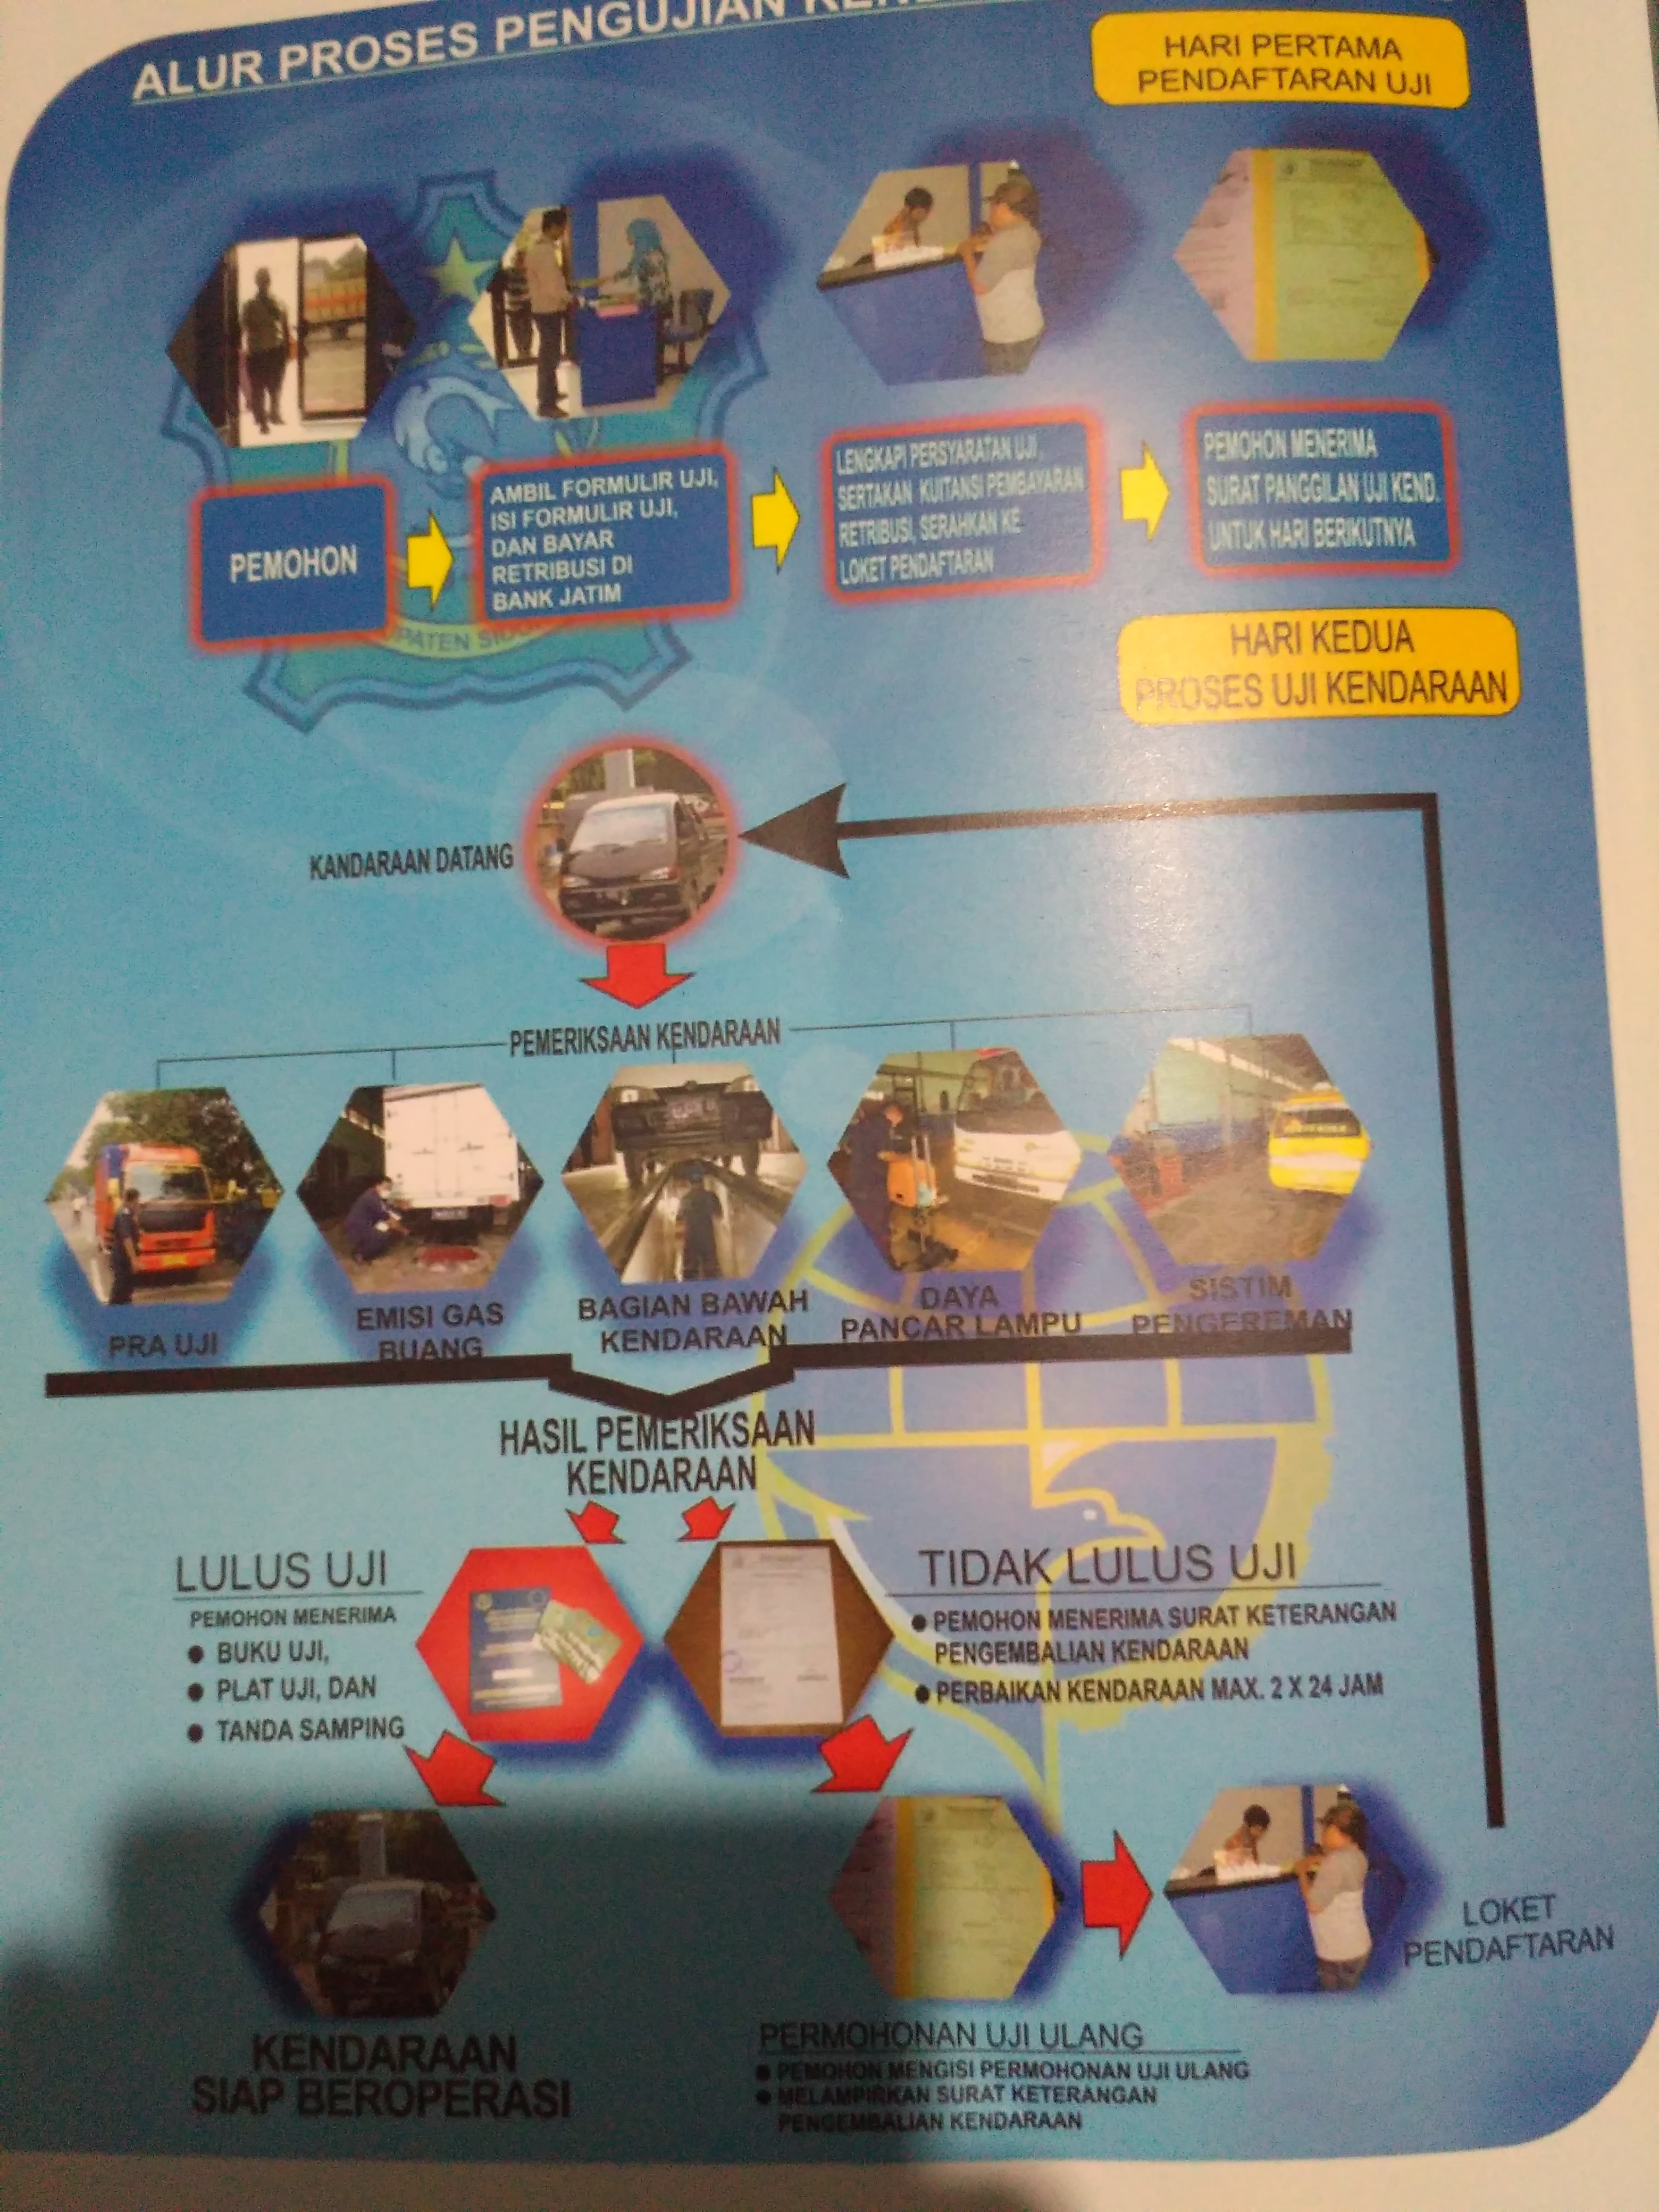 ALUR PROSES PENGUJIAN
HARI PERTAMA
PENDAFTARAN UJI
PEMOHON
AMBIL FORMULIR UJI,
ISI FORMULIR UJI,
DAN BAYAR
RETRIBUSI DI
BANK JATIM
LENGKAPI PERSYARATAN UJI,
SERTAKAN KUITANSI PEMBAYARAN
RETRIBUSI, SERAHKAN KE
LOKET PENDAFTARAN
PEMOHON MENERIMA
SURAT PANGGILAN UJI KEND.
UNTUK HARI BERIKUTNYA
HARI KEDUA
PROSES UJI KENDARAAN
KANDARAAN DATANG
PEMERIKSAAN KENDARAAN
PRA UJI
EMISI GAS
BUANG
BAGIAN BAWAH
KENDARAAN
DAYA
PANCAR LAMPU
SISTIM
PENGEREMAN
HASIL PEMERIKSAAN
KENDARAAN
LULUS UJI
PEMOHON MENERIMA
● BUKU UJI,
● PLAT UJI, DAN
● TANDA SAMPING
TIDAK LULUS UJI
● PEMOHON MENERIMA SURAT KETERANGAN
PENGEMBALIAN KENDARAAN
● PERBAIKAN KENDARAAN MAX. 2 X 24 JAM
KENDARAAN
SIAP BEROPERASI
LOKET
PENDAFTARAN
PERMOHONAN UJI ULANG
● PEMOHON MENGISI PERMOHONAN UJI ULANG
● MELAMPIRKAN SURAT KETERANGAN
PENGEMBALIAN KENDARAAN